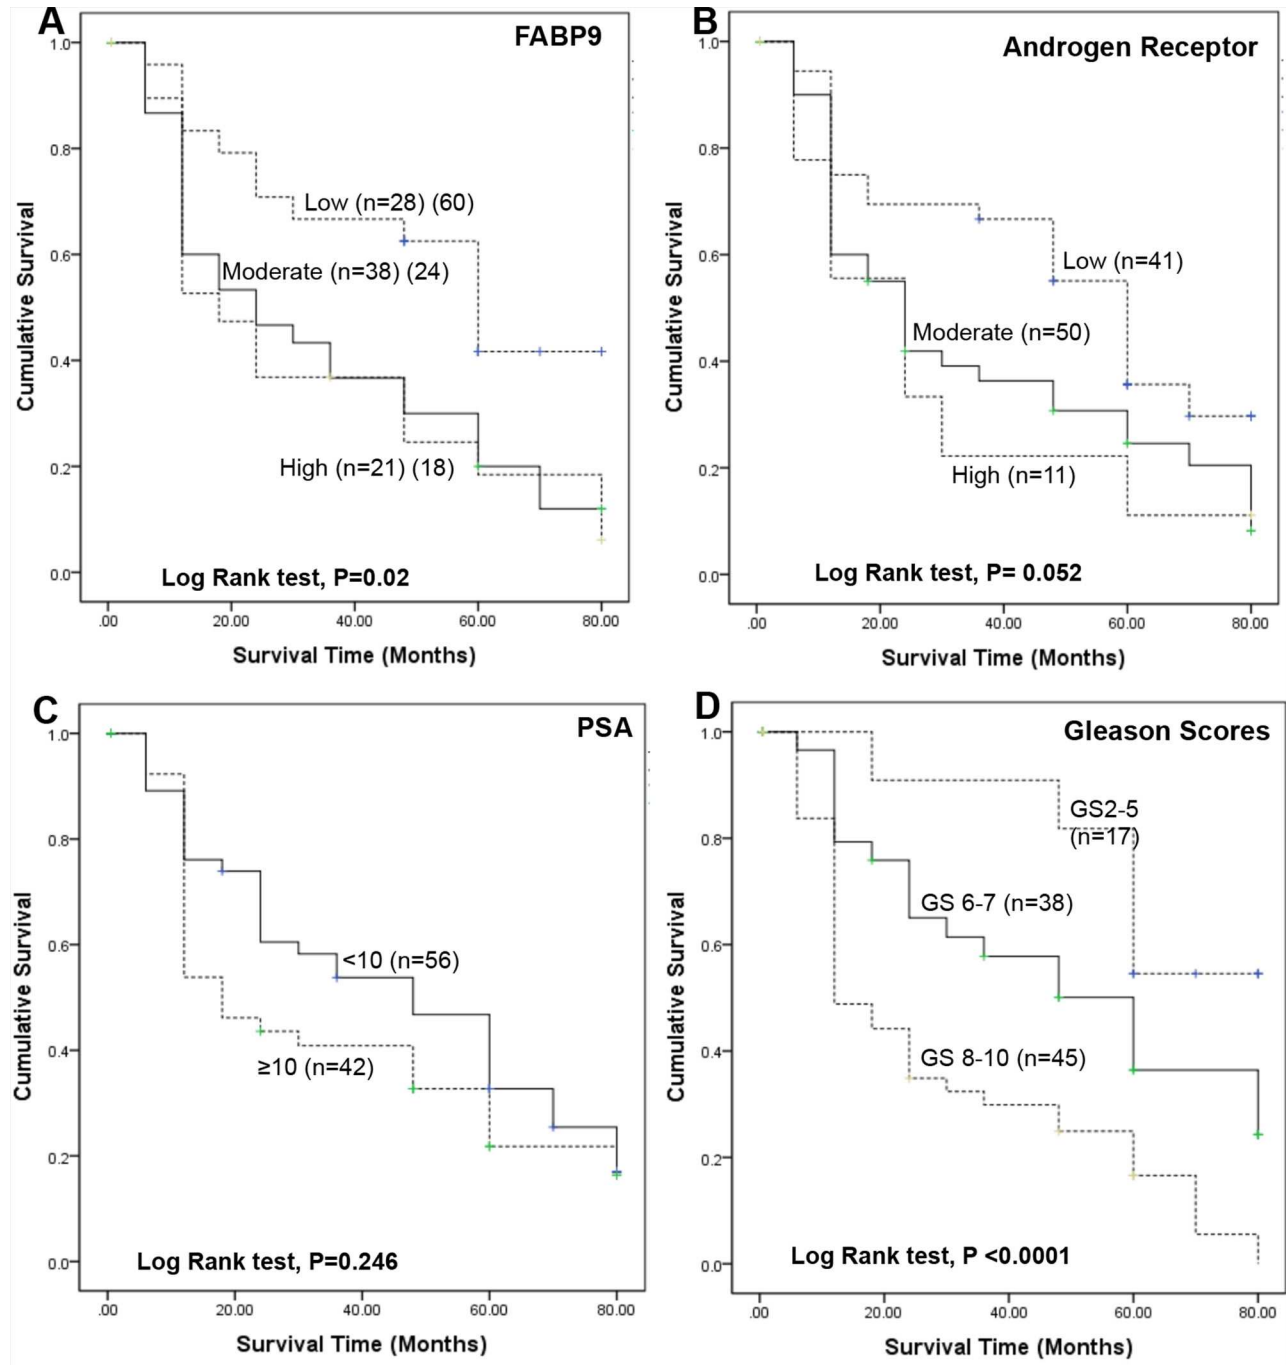 A
FABP9
1.0
0.8
0.6
0.4
0.2
0.0
Cumulative Survival
Low (n=28) (60)
Moderate (n=38) (24)
High (n=21) (18)
Log Rank test, P=0.02
.00 20.00 40.00 60.00 80.00
Survival Time (Months)
B
Androgen Receptor
1.0
0.8
0.6
0.4
0.2
0.0
Cumulative Survival
Low (n=41)
Moderate (n=50)
High (n=11)
Log Rank test, P= 0.052
.00 20.00 40.00 60.00 80.00
Survival Time (Months)
C
PSA
1.0
0.8
0.6
0.4
0.2
0.0
Cumulative Survival
<10 (n=56)
≥10 (n=42)
Log Rank test, P=0.246
.00 20.00 40.00 60.00 80.00
Survival Time (Months)
D
Gleason Scores
1.0
0.8
0.6
0.4
0.2
0.0
Cumulative Survival
GS2-5
(n=17)
GS 6-7 (n=38)
GS 8-10 (n=45)
Log Rank test, P <0.0001
.00 20.00 40.00 60.00 80.00
Survival Time (Months)